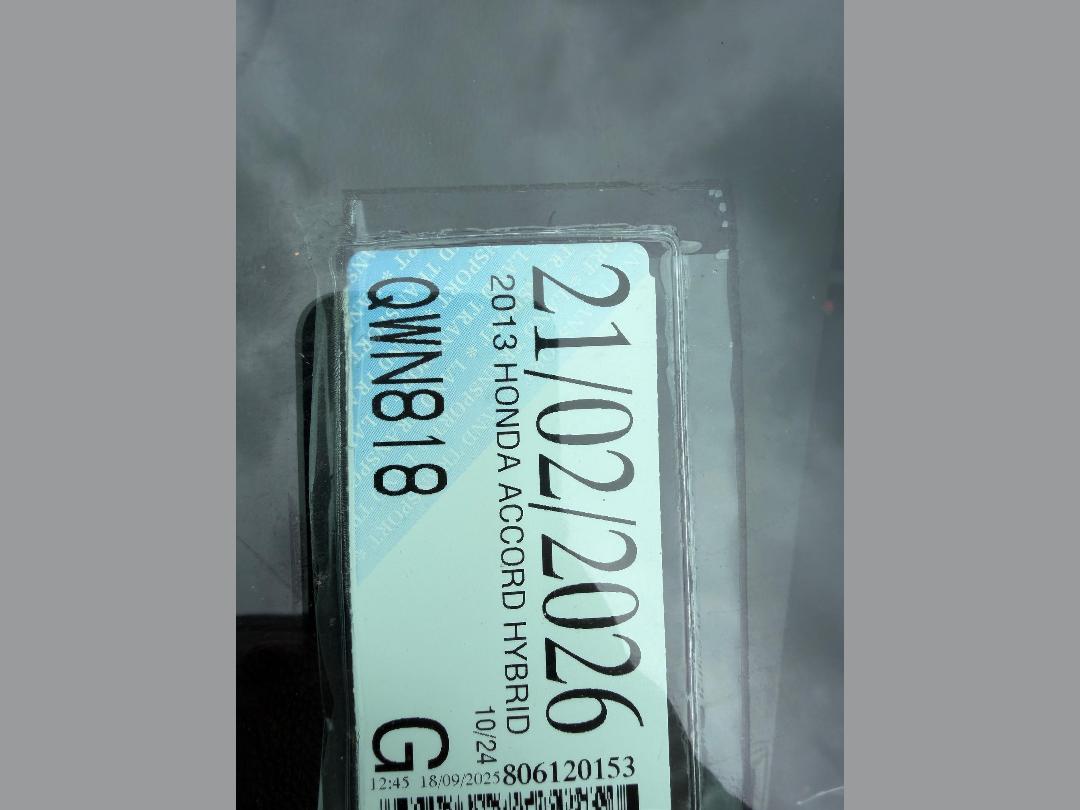 21/02/2026
2013 HONDA ACCORD HYBRID
10/24
QWN818
G
806120153
12:45 18/09/2025